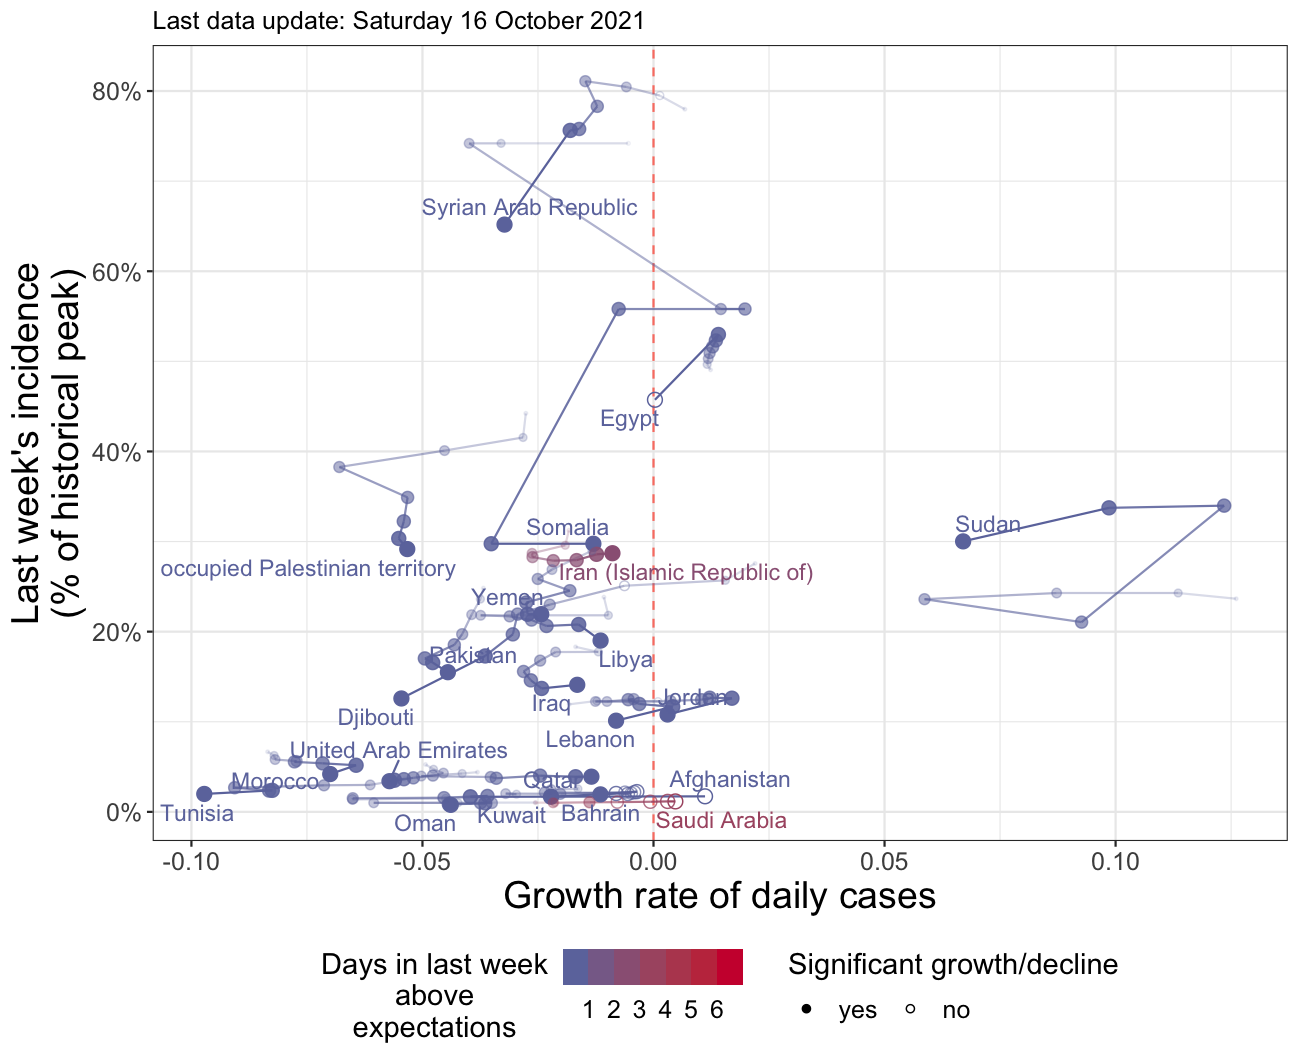 Last data update: Saturday 16 October 2021
Last week's incidence
(% of historical peak)
80%
60%
40%
20%
0%
Syrian Arab Republic
Egypt
Sudan
Somalia
occupied Palestinian territory
Iran (Islamic Republic of)
Yemen
Pakistan
Libya
Iraq
Jordan
Djibouti
Lebanon
United Arab Emirates
Morocco
Qatar
Afghanistan
Tunisia
Oman
Kuwait
Bahrain
Saudi Arabia
-0.10
-0.05
0.00
0.05
0.10
Growth rate of daily cases
Days in last week
above
expectations
1 2 3 4 5 6
Significant growth/decline
yes
no